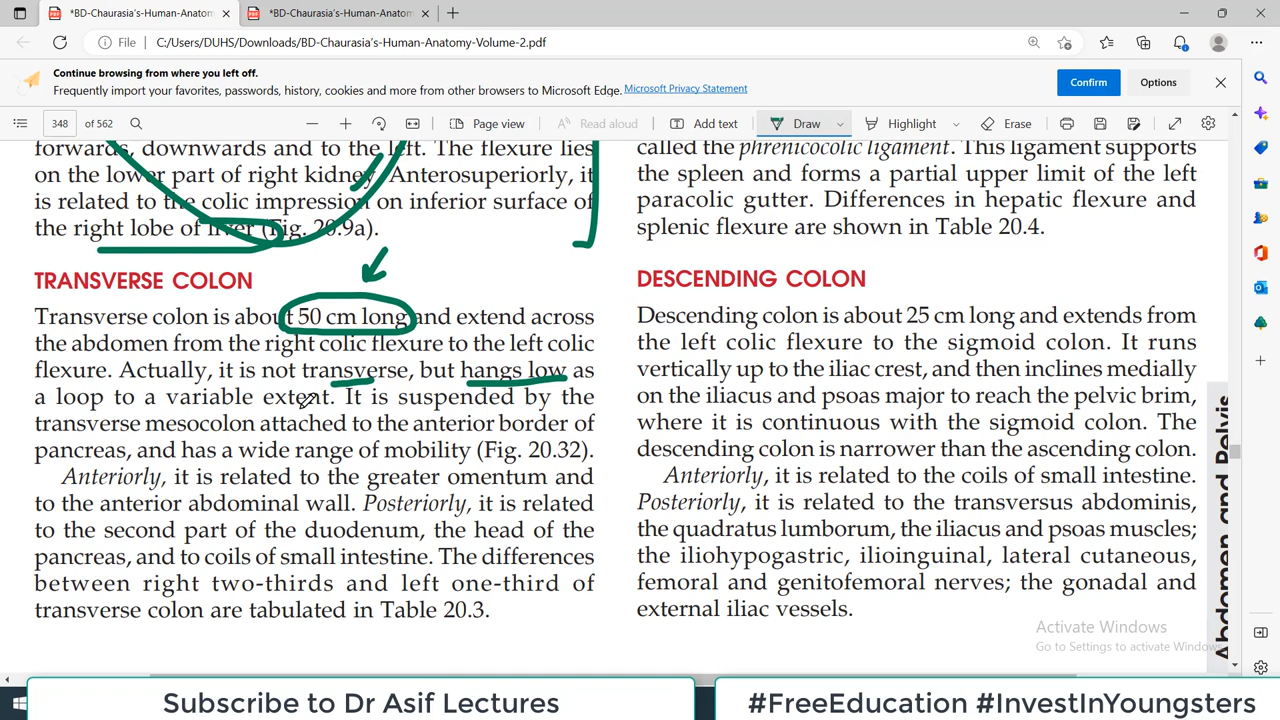 *BD-Chaurasia's-Human-Anatomy-V
*BD-Chaurasia's-Human-Anatom
File
C:/Users/DUHS/Downloads/BD-Chaurasia's-Human-Anatomy-Volume-2.pdf
Continue browsing from where you left off.
Frequently import your favorites, passwords, history, cookies and more from other browsers to Microsoft Edge. Microsoft Privacy Statement
Confirm
Options
348 of 562
Page view
Read aloud
Add text
Draw
Highlight
Erase
forwards, downwards and to the left. The flexure lies
on the lower part of right kidney. Anterosuperiorly, it
is related to the colic impression on inferior surface of
the right lobe of liver (Fig. 20.9a).
TRANSVERSE COLON
Transverse colon is about 50 cm long and extend across
the abdomen from the right colic flexure to the left colic
flexure. Actually, it is not transverse, but hangs low as
a loop to a variable extent. It is suspended by the
transverse mesocolon attached to the anterior border of
pancreas, and has a wide range of mobility (Fig. 20.32).
Anteriorly, it is related to the greater omentum and
to the anterior abdominal wall. Posteriorly, it is related
to the second part of the duodenum, the head of the
pancreas, and to coils of small intestine. The differences
between right two-thirds and left one-third of
transverse colon are tabulated in Table 20.3.
called the phrenicocolic ligament. This ligament supports
the spleen and forms a partial upper limit of the left
paracolic gutter. Differences in hepatic flexure and
splenic flexure are shown in Table 20.4.
DESCENDING COLON
Descending colon is about 25 cm long and extends from
the left colic flexure to the sigmoid colon. It runs
vertically up to the iliac crest, and then inclines medially
on the iliacus and psoas major to reach the pelvic brim,
where it is continuous with the sigmoid colon. The
descending colon is narrower than the ascending colon.
Anteriorly, it is related to the coils of small intestine.
Posteriorly, it is related to the transversus abdominis,
the quadratus lumborum, the iliacus and psoas muscles;
the iliohypogastric, ilioinguinal, lateral cutaneous,
femoral and genitofemoral nerves; the gonadal and
external iliac vessels.
Abdomen and Pelvis
Activate Windows
Go to Settings to activate Windows
Subscribe to Dr Asif Lectures
#FreeEducation #InvestInYoungsters